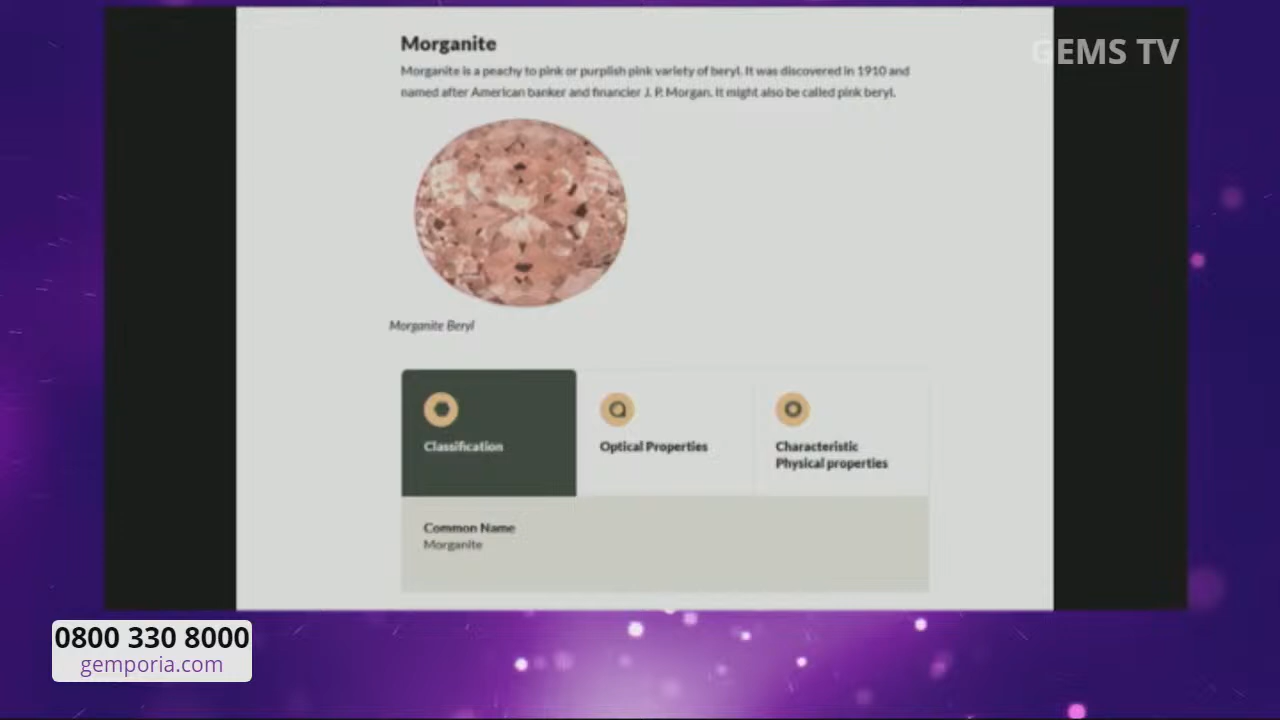 GEMS TV
Morganite
Morganite is a peachy to pink or purplish pink variety of beryl. It was discovered in 1910 and
named after American banker and financier J. P. Morgan. It might also be called pink beryl.
Morganite Beryl
Classification
Optical Properties
Characteristic
Physical properties
Common Name
Morganite
0800 330 8000
gemporia.com